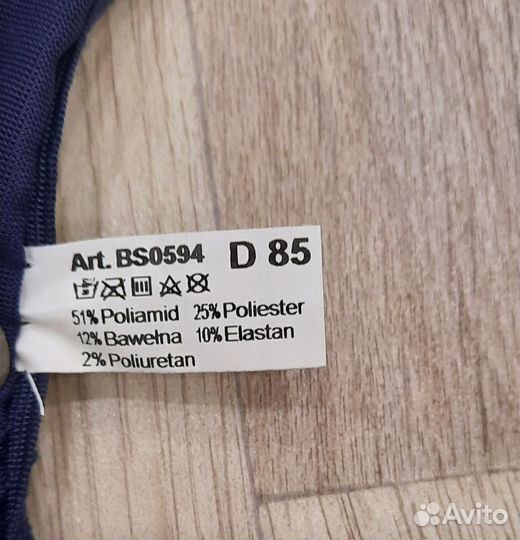 Art. BS0594 D 85
51% Poliamid 25% Poliester
12% Bawełna 10% Elastan
2% Poliuretan
Avito